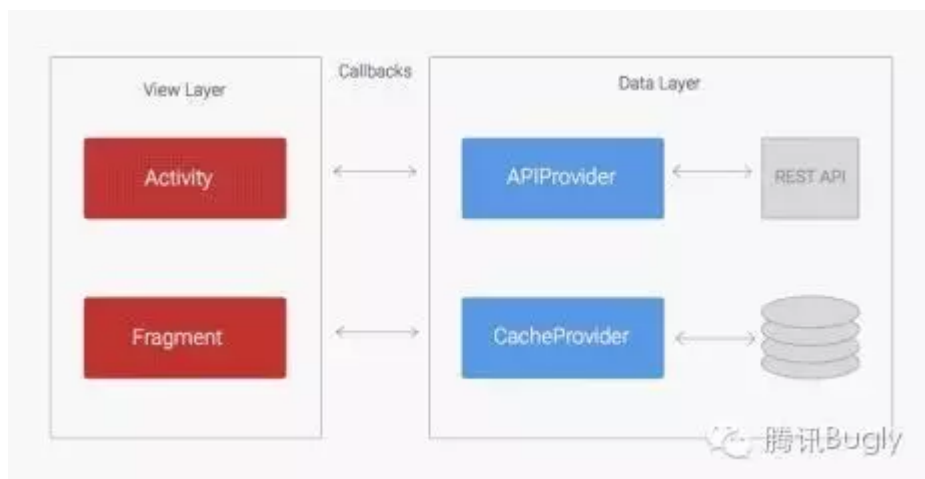 View Layer
Callbacks
Data Layer
Activity
APIProvider
REST API
Fragment
CacheProvider
腾讯Bugly